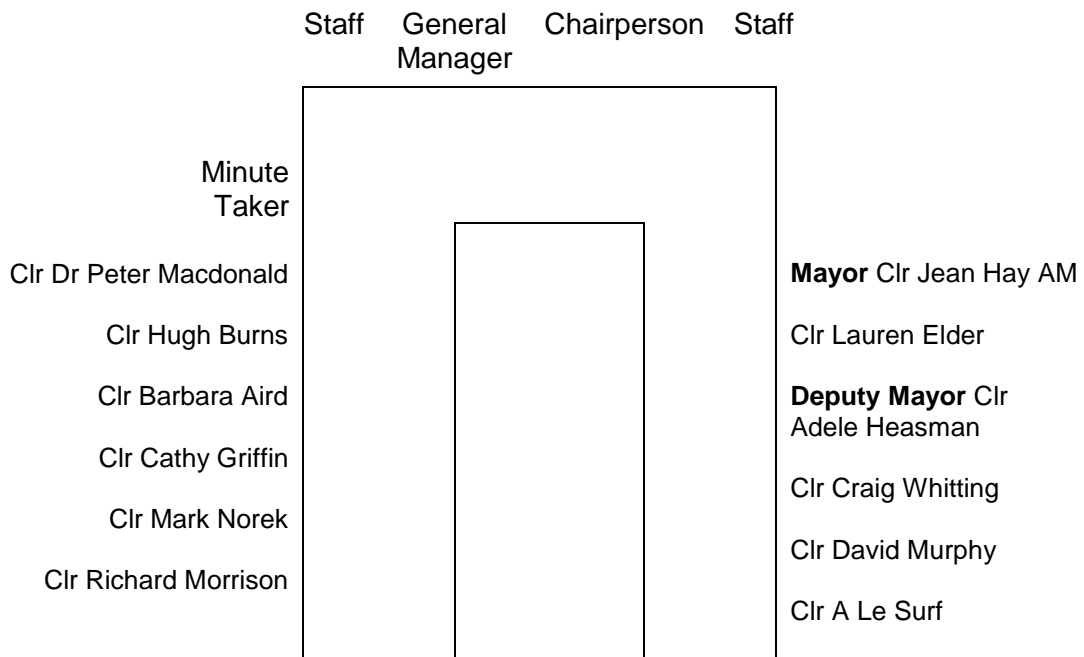 Staff General Chairperson Staff
Manager
Minute
Taker
Clr Dr Peter Macdonald
Clr Hugh Burns
Clr Barbara Aird
Clr Cathy Griffin
Clr Mark Norek
Clr Richard Morrison
Mayor Clr Jean Hay AM
Clr Lauren Elder
Deputy Mayor Clr
Adele Heasman
Clr Craig Whitting
Clr David Murphy
Clr A Le Surf